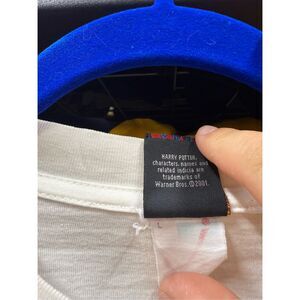 HARRY POTTER,
characters, names and
related indicia are
trademarks of
Warner Bros.©2001.
L